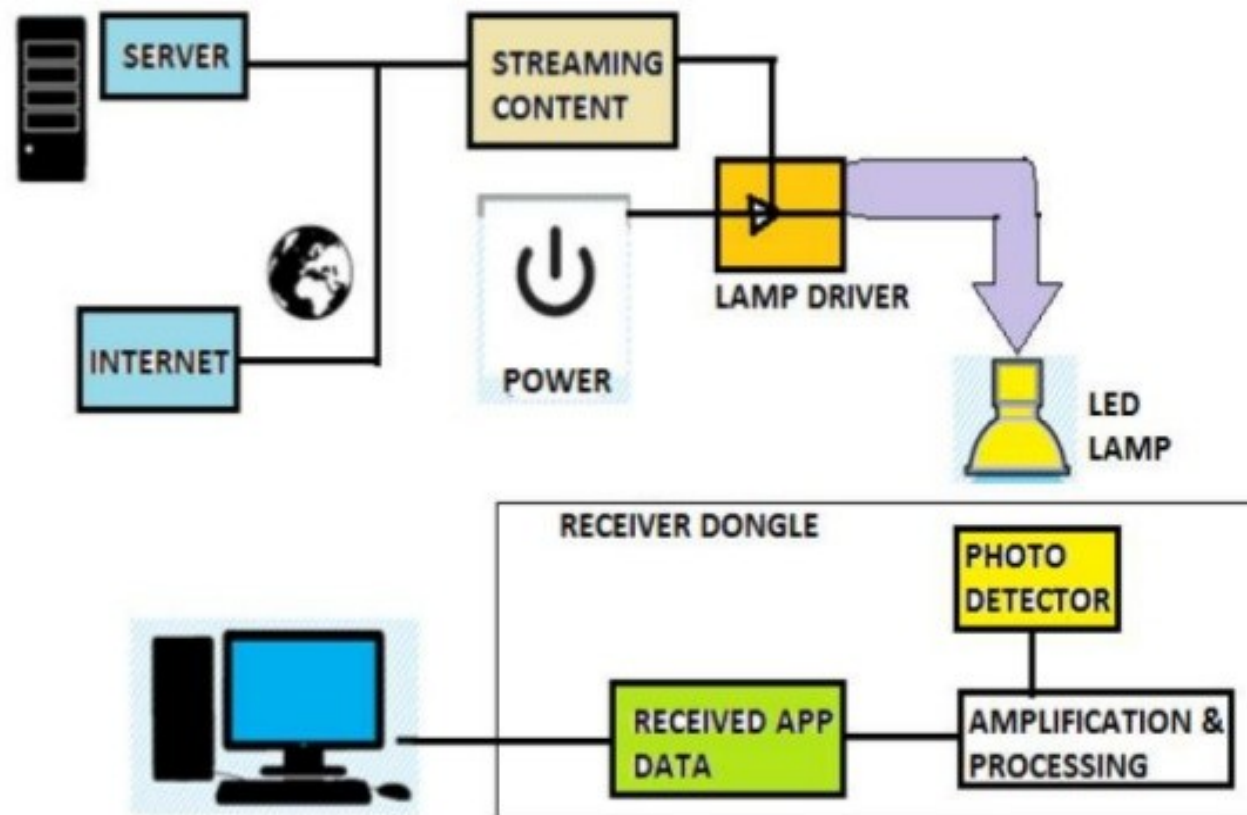 SERVER
STREAMING
CONTENT
LAMP DRIVER
INTERNET
POWER
LED
LAMP
RECEIVER DONGLE
PHOTO
DETECTOR
RECEIVED APP
DATA
AMPLIFICATION &
PROCESSING